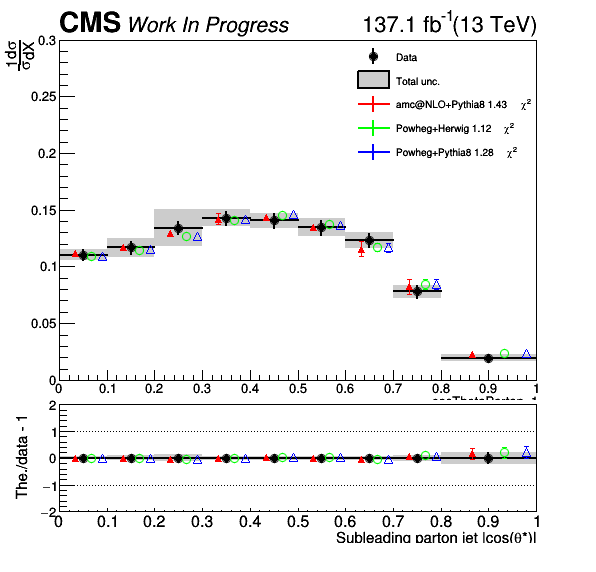 CMS Work In Progress 137.1 fb-1(13 TeV)
1 dσ
σ dX
0.3
0.25
0.2
0.15
0.1
0.05
0
Data
Total unc.
amc@NLO+Pythia8 1.43 χ2
Powheg+Herwig 1.12 χ2
Powheg+Pythia8 1.28 χ2
0 0.1 0.2 0.3 0.4 0.5 0.6 0.7 0.8 0.9 1
The./data - 1
2
1
0
−1
−2
0 0.1 0.2 0.3 0.4 0.5 0.6 0.7 0.8 0.9 1
Subleading parton jet |cos(θ*)|